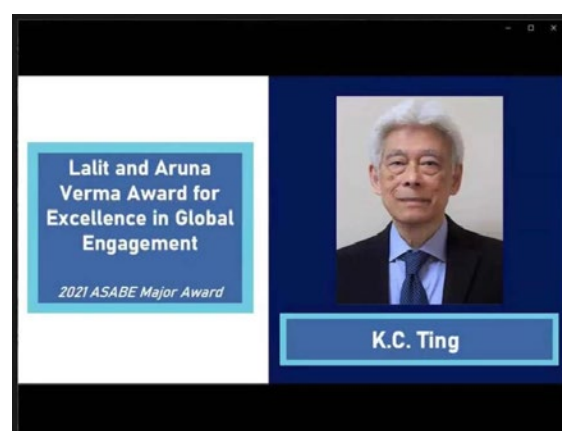 Lalit and Aruna
Verma Award for
Excellence in Global
Engagement
2021 ASABE Major Award
K.C. Ting